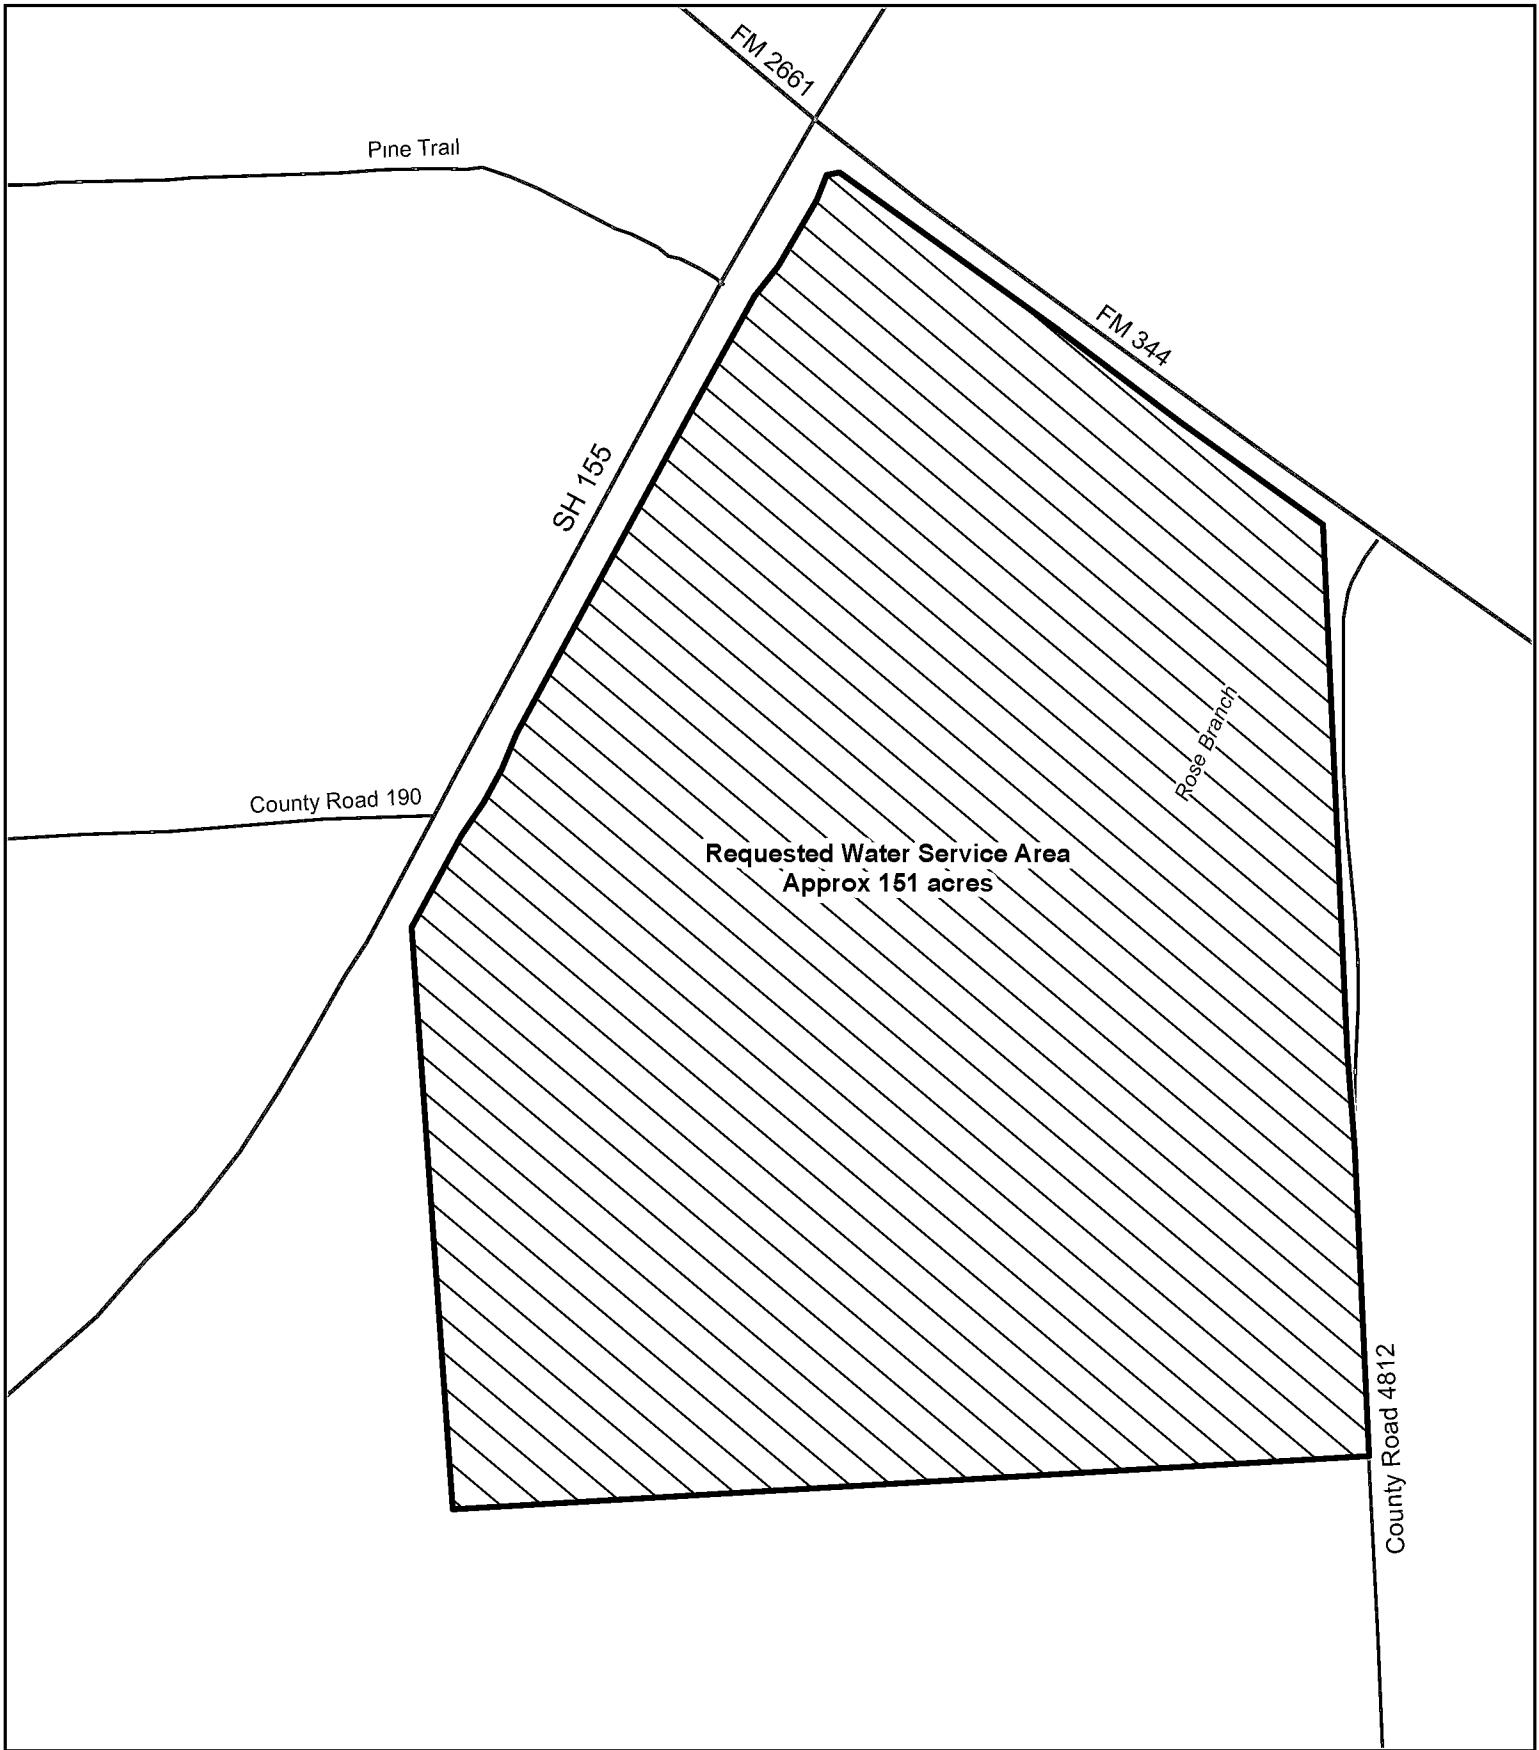 FM 2661
Pine Trail
FM 344
SH 155
Rose Branch
County Road 190
Requested Water Service Area
Approx 151 acres
County Road 4812